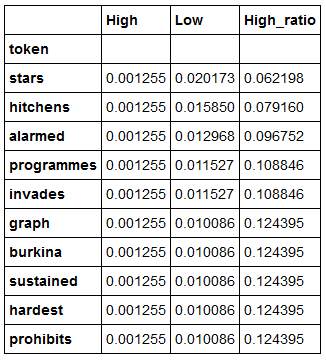 High Low High_ratio
token
stars 0.001255 0.020173 0.062198
hitchens 0.001255 0.015850 0.079160
alarmed 0.001255 0.012968 0.096752
programmes 0.001255 0.011527 0.108846
invades 0.001255 0.011527 0.108846
graph 0.001255 0.010086 0.124395
burkina 0.001255 0.010086 0.124395
sustained 0.001255 0.010086 0.124395
hardest 0.001255 0.010086 0.124395
prohibits 0.001255 0.010086 0.124395